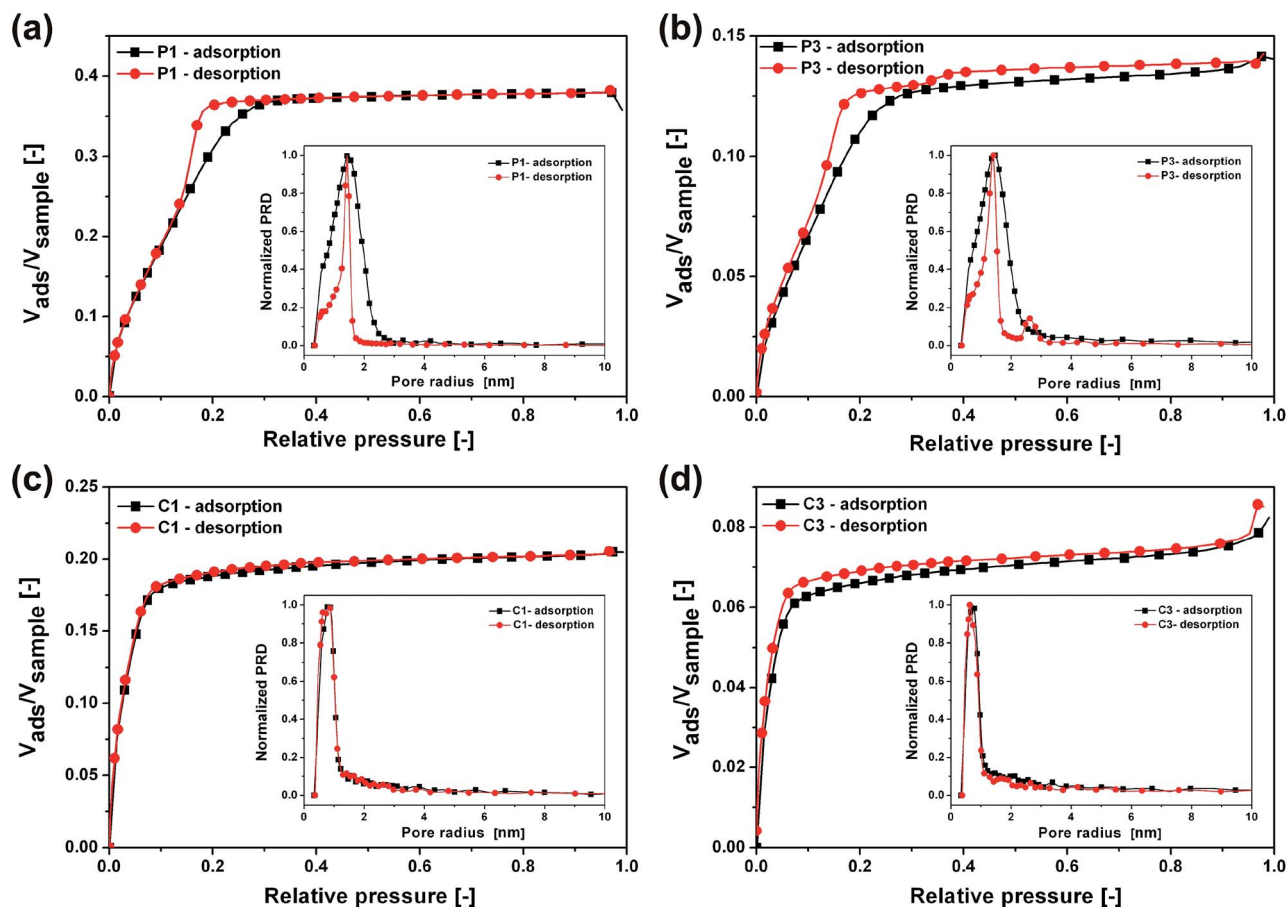 (a)
P1 - adsorption
P1 - desorption
0.4
0.3
0.2
0.1
0.0
V_ads/V_sample [-]
0.0 0.2 0.4 0.6 0.8 1.0
Relative pressure [-]
P1- adsorption
P1- desorption
Normalized PRD
1.0
0.8
0.6
0.4
0.2
0.0
0 2 4 6 8 10
Pore radius [nm]
(b)
P3 - adsorption
P3 - desorption
0.15
0.10
0.05
0.00
V_ads/V_sample [-]
0.0 0.2 0.4 0.6 0.8 1.0
Relative pressure [-]
P3- adsorption
P3- desorption
Normalized PRD
1.0
0.8
0.6
0.4
0.2
0.0
0 2 4 6 8 10
Pore radius [nm]
(c)
C1 - adsorption
C1 - desorption
0.25
0.20
0.15
0.10
0.05
0.00
V_ads/V_sample [-]
0.0 0.2 0.4 0.6 0.8 1.0
Relative pressure [-]
C1- adsorption
C1- desorption
Normalized PRD
1.0
0.8
0.6
0.4
0.2
0.0
0 2 4 6 8 10
Pore radius [nm]
(d)
C3 - adsorption
C3 - desorption
0.08
0.06
0.04
0.02
0.00
V_ads/V_sample [-]
0.0 0.2 0.4 0.6 0.8 1.0
Relative pressure [-]
C3 - adsorption
C3- desorption
Normalized PRD
1.0
0.8
0.6
0.4
0.2
0.0
0 2 4 6 8 10
Pore radius [nm]